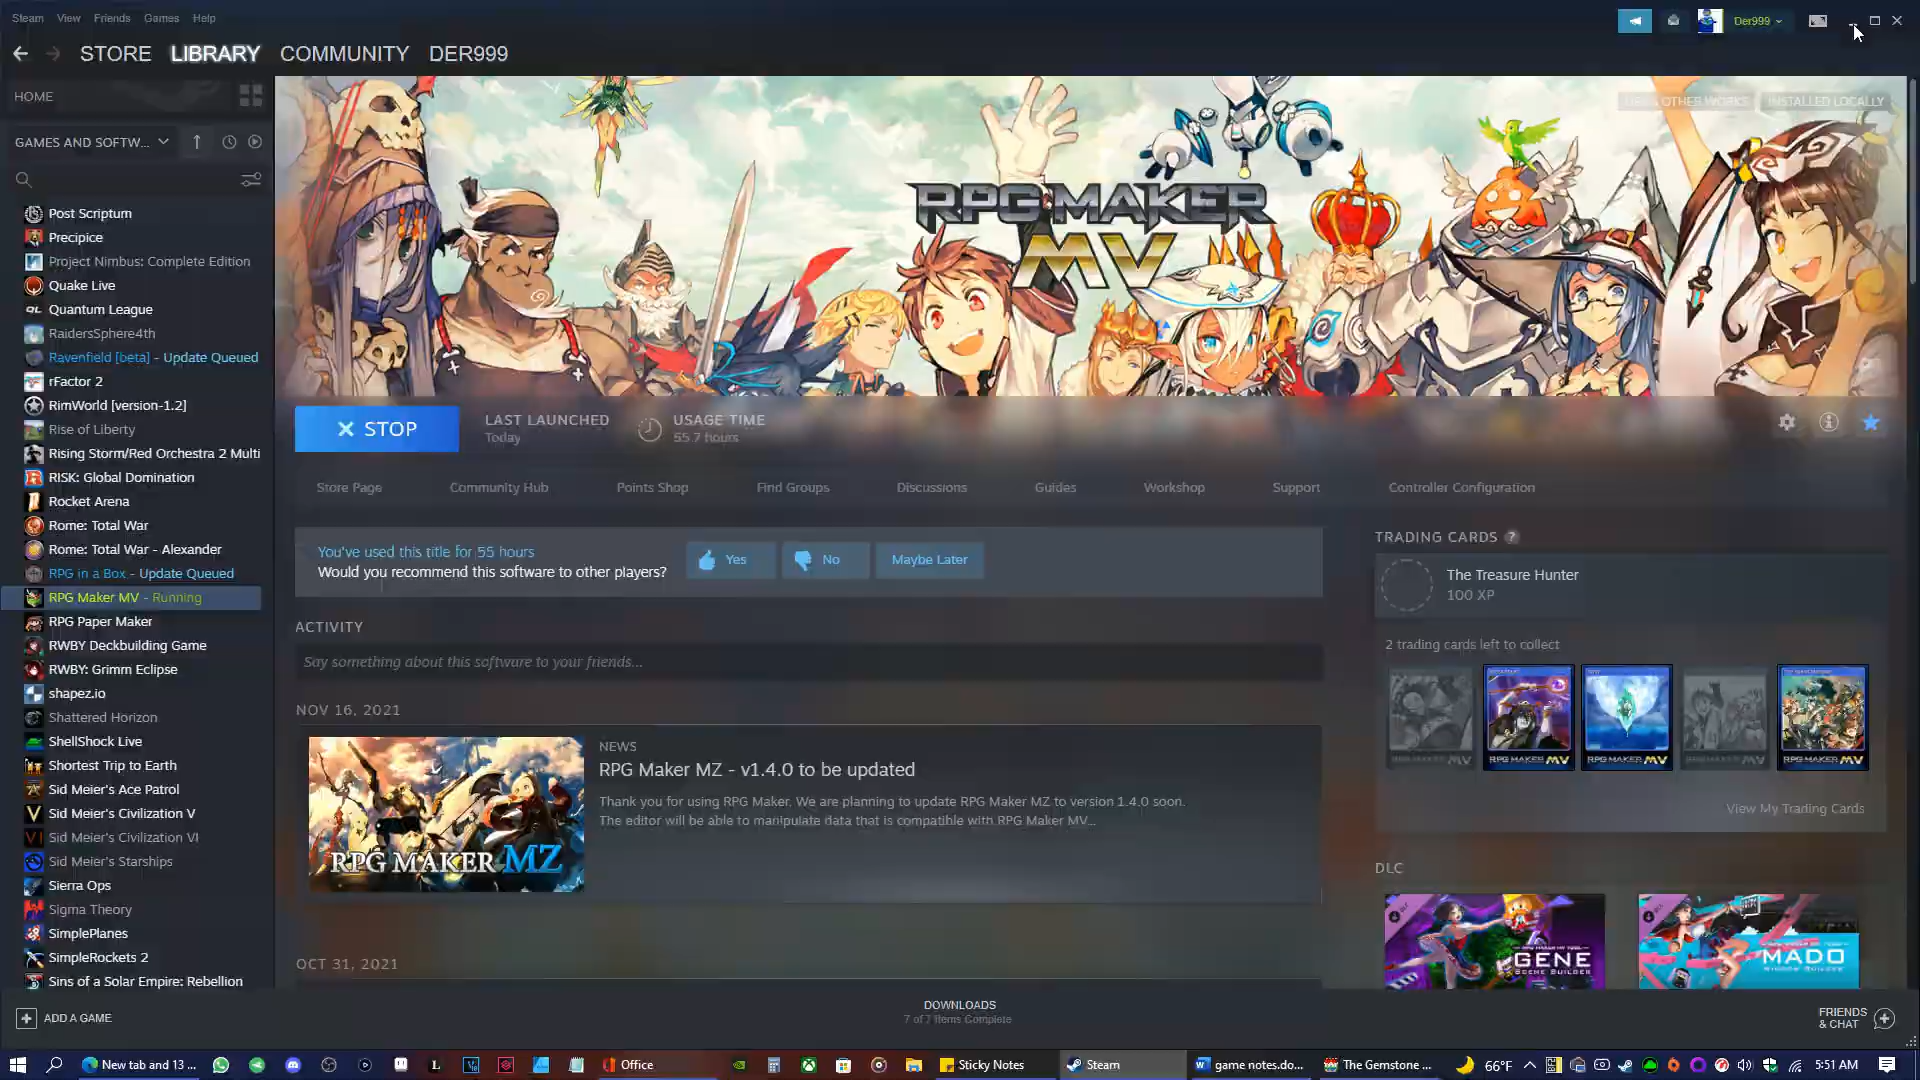 Steam View Friends Games Help
Der999
STORE LIBRARY COMMUNITY DER999
HOME
OTHER WORKS INSTALLED LOCALLY
GAMES AND SOFTW...
RPG MAKER
MV
Post Scriptum
Precipice
Project Nimbus: Complete Edition
Quake Live
QL Quantum League
RaidersSphere4th
Ravenfield [beta] - Update Queued
rFactor 2
RimWorld [version-1.2]
Rise of Liberty
Rising Storm/Red Orchestra 2 Multi
RISK: Global Domination
Rocket Arena
Rome: Total War
Rome: Total War - Alexander
RPG in a Box - Update Queued
RPG Maker MV - Running
RPG Paper Maker
RWBY Deckbuilding Game
RWBY: Grimm Eclipse
shapez.io
Shattered Horizon
ShellShock Live
Shortest Trip to Earth
Sid Meier's Ace Patrol
Sid Meier's Civilization V
Sid Meier's Civilization VI
Sid Meier's Starships
Sierra Ops
Sigma Theory
SimplePlanes
SimpleRockets 2
Sins of a Solar Empire: Rebellion
STOP
LAST LAUNCHED
Today
USAGE TIME
55.7 hours
Store Page Community Hub Points Shop Find Groups Discussions Guides Workshop Support Controller Configuration
You've used this title for 55 hours
Would you recommend this software to other players?
Yes No Maybe Later
ACTIVITY
Say something about this software to your friends...
NOV 16, 2021
RPG MAKER MZ
NEWS
RPG Maker MZ - v1.4.0 to be updated
Thank you for using RPG Maker. We are planning to update RPG Maker MZ to version 1.4.0 soon.
The editor will be able to manipulate data that is compatible with RPG Maker MV...
OCT 31, 2021
TRADING CARDS ?
The Treasure Hunter
100 XP
2 trading cards left to collect
RPG MAKER MV RPG MAKER MV RPG MAKER MV
View My Trading Cards
DLC
GENE
MADO
ADD A GAME
DOWNLOADS
7 of 7 Items Complete
FRIENDS
& CHAT
New tab and 13 ... Office Sticky Notes Steam game notes.do... The Gemstone ... 66°F 5:51 AM